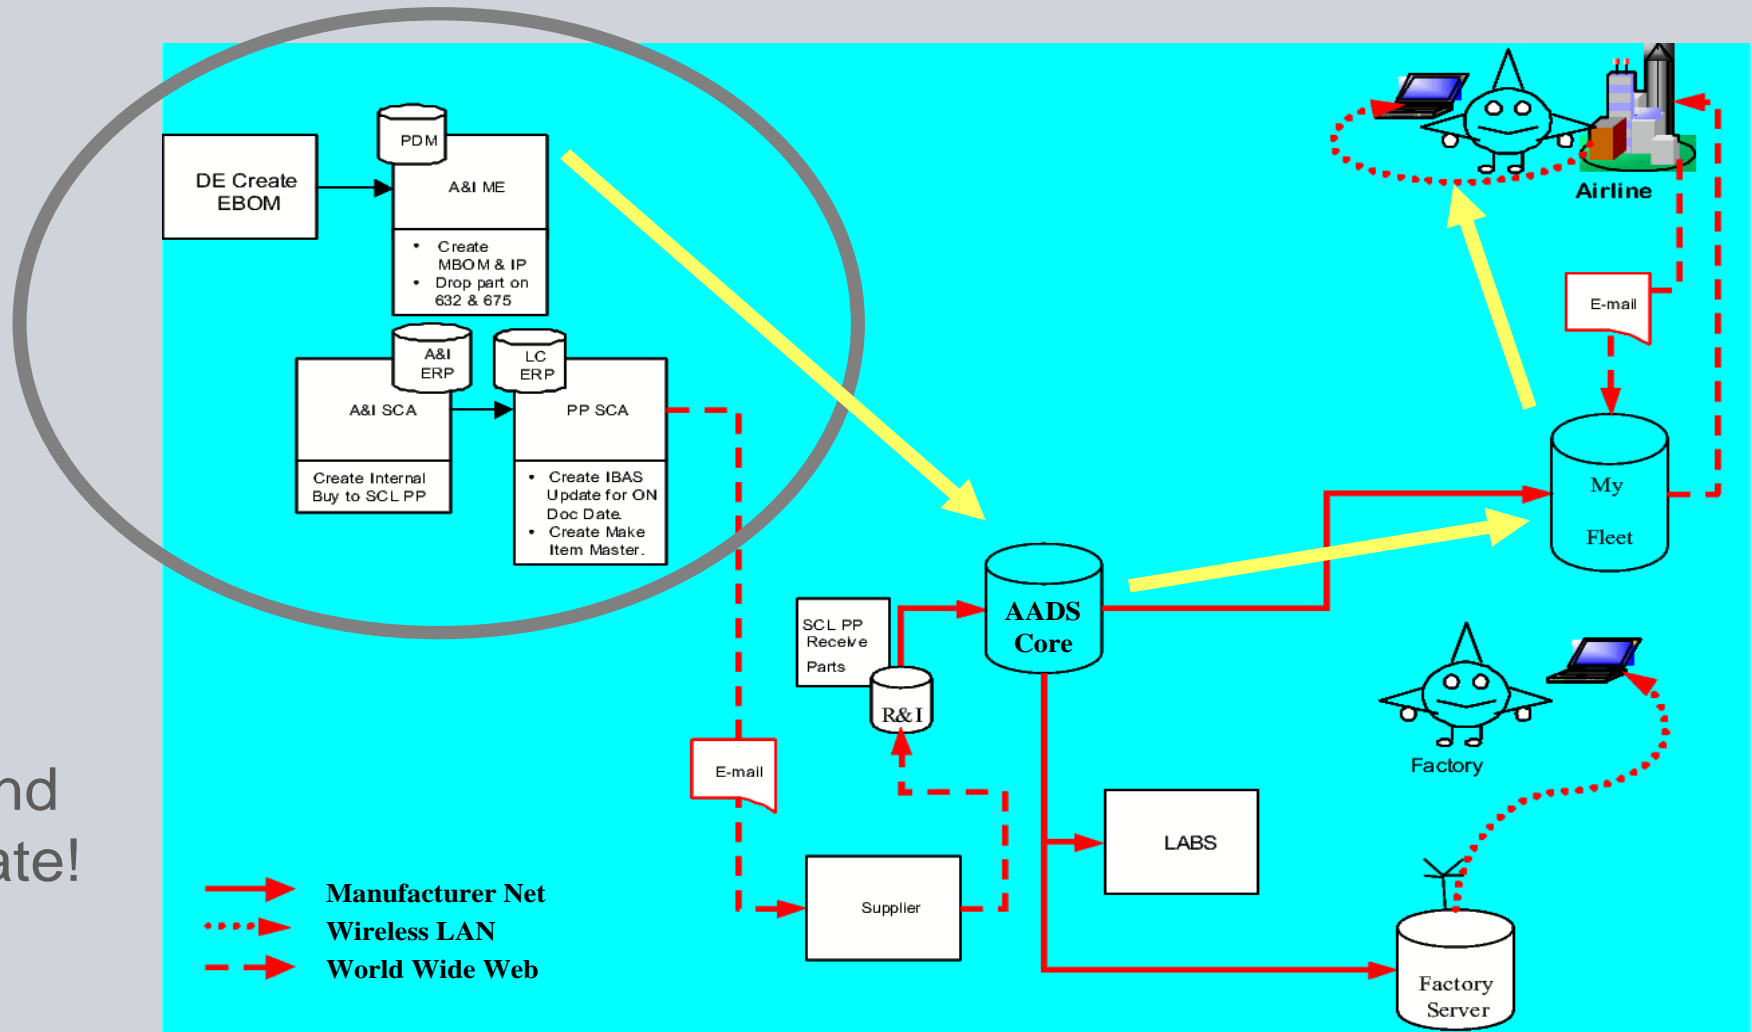 DE Create
EBOM
PDM
A&I ME
• Create
MBOM & IP
• Drop part on
632 & 675
A&I
ERP
A&I SCA
Create Internal
Buy to SCL PP
LC
ERP
PP SCA
• Create IBAS
Update for ON
Doc Date.
• Create Make
Item Master.
Airline
E-mail
My
Fleet
AADS
Core
SCL PP
Receive
Parts
R&I
E-mail
Supplier
LABS
Factory
Factory
Server
nd
ate!
Manufacturer Net
Wireless LAN
World Wide Web